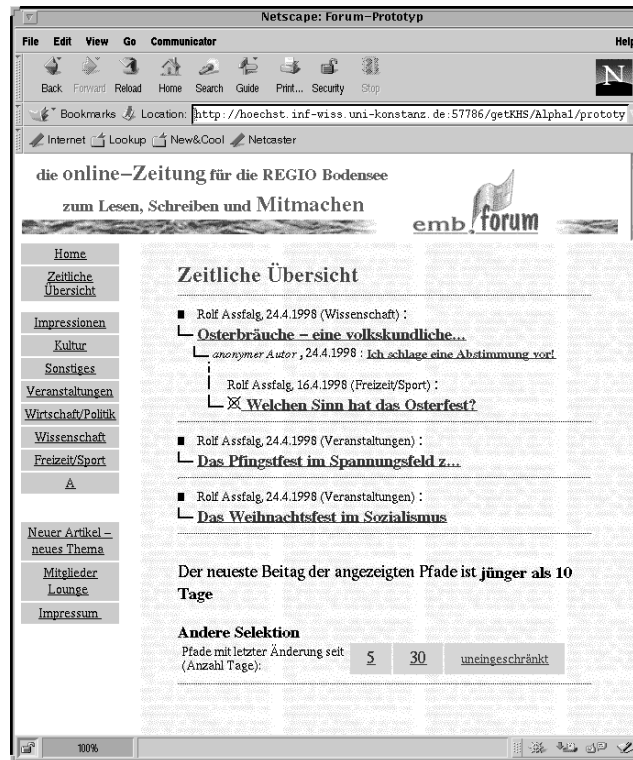 Netscape: Forum-Prototyp
File Edit View Go Communicator Help
Back Forward Reload Home Search Guide Print... Security Stop
N
Bookmarks Location: http://hoechst.inf-wiss.uni-konstanz.de:57786/getKHS/Alpha1/prototy
Internet Lookup New&Cool Netcaster
die online-Zeitung für die REGIO Bodensee
zum Lesen, Schreiben und Mitmachen
emb.forum
Home
Zeitliche
Übersicht
Impressionen
Kultur
Sonstiges
Veranstaltungen
Wirtschaft/Politik
Wissenschaft
Freizeit/Sport
A
Neuer Artikel –
neues Thema
Mitglieder
Lounge
Impressum
Zeitliche Übersicht
Rolf Assfalg, 24.4.1998 (Wissenschaft) :
Osterbräuche – eine volkskundliche...
anonymer Autor , 24.4.1998 : Ich schlage eine Abstimmung vor!
Rolf Assfalg, 16.4.1998 (Freizeit/Sport) :
Welchen Sinn hat das Osterfest?
Rolf Assfalg, 24.4.1998 (Veranstaltungen) :
Das Pfingstfest im Spannungsfeld z...
Rolf Assfalg, 24.4.1998 (Veranstaltungen) :
Das Weihnachtsfest im Sozialismus
Der neueste Beitag der angezeigten Pfade ist jünger als 10
Tage
Andere Selektion
Pfade mit letzter Änderung seit
(Anzahl Tage):
5 30 uneingeschränkt
100%